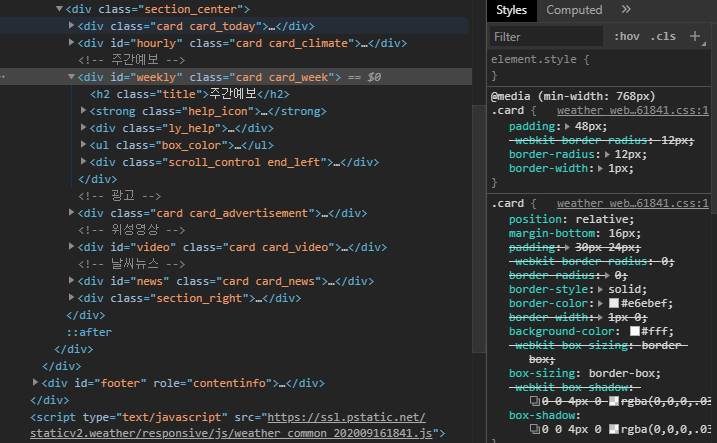 ▼<div class="section_center">
▶<div class="card card_today">…</div>
▶<div id="hourly" class="card card_climate">…</div>
<!-- 주간예보 -->
… ▼<div id="weekly" class="card card_week"> == $0
<h2 class="title">주간예보</h2>
▶<strong class="help_icon">…</strong>
▶<div class="ly_help">…</div>
▶<ul class="box_color">…</ul>
▶<div class="scroll_control end_left">…</div>
</div>
<!-- 광고 -->
▶<div class="card card_advertisement">…</div>
<!-- 위성영상 -->
▶<div id="video" class="card card_video">…</div>
<!-- 날씨뉴스 -->
▶<div id="news" class="card card_news">…</div>
▶<div class="section_right">…</div>
</div>
::after
</div>
</div>
▶<div id="footer" role="contentinfo">…</div>
</div>
<script type="text/javascript" src="https://ssl.pstatic.net/
staticv2.weather/responsive/js/weather_common_202009161841.js">
Styles Computed »
Filter :hov .cls +
element.style {
}
@media (min-width: 768px)
.card { weather_web…61841.css:1
padding:▶ 48px;
-webkit-border-radius: 12px;
border-radius:▶ 12px;
border-width:▶ 1px;
}
.card { weather_web…61841.css:1
position: relative;
margin-bottom: 16px;
padding:▶ 30px 24px;
-webkit-border-radius: 0;
border-radius:▶ 0;
border-style:▶ solid;
border-color:▶ #e6ebef;
border-width:▶ 1px 0;
background-color: #fff;
-webkit-box-sizing: border-
box;
box-sizing: border-box;
-webkit-box-shadow:
0 0 4px 0 rgba(0,0,0,.03
box-shadow:
0 0 4px 0 rgba(0,0,0,.03